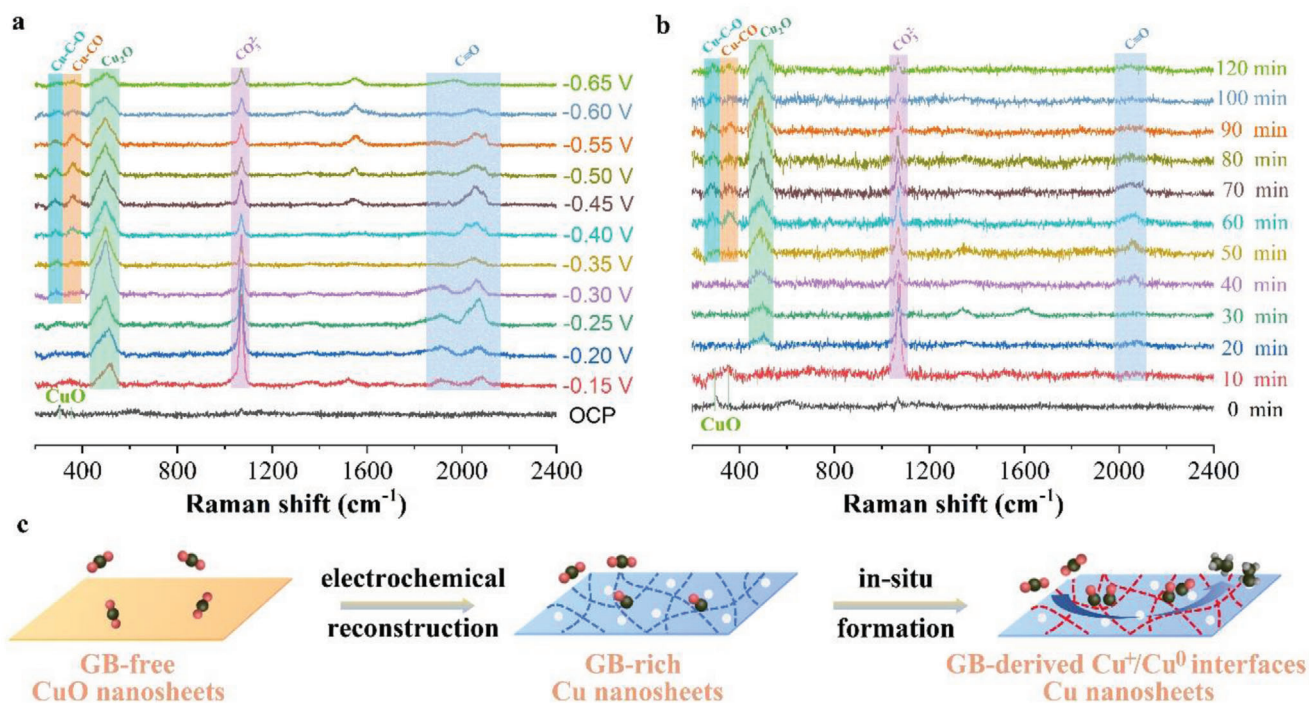 a
Cu-C-O
Cu-CO
Cu₂O
CO₃²⁻
C≡O
-0.65 V
-0.60 V
-0.55 V
-0.50 V
-0.45 V
-0.40 V
-0.35 V
-0.30 V
-0.25 V
-0.20 V
-0.15 V
CuO
OCP
400 800 1200 1600 2000 2400
Raman shift (cm⁻¹)
b
Cu-C-O
Cu-CO
Cu₂O
CO₃²⁻
C≡O
120 min
100 min
90 min
80 min
70 min
60 min
50 min
40 min
30 min
20 min
10 min
0 min
CuO
400 800 1200 1600 2000 2400
Raman shift (cm⁻¹)
c
electrochemical
reconstruction
in-situ
formation
GB-free
CuO nanosheets
GB-rich
Cu nanosheets
GB-derived Cu⁺/Cu⁰ interfaces
Cu nanosheets